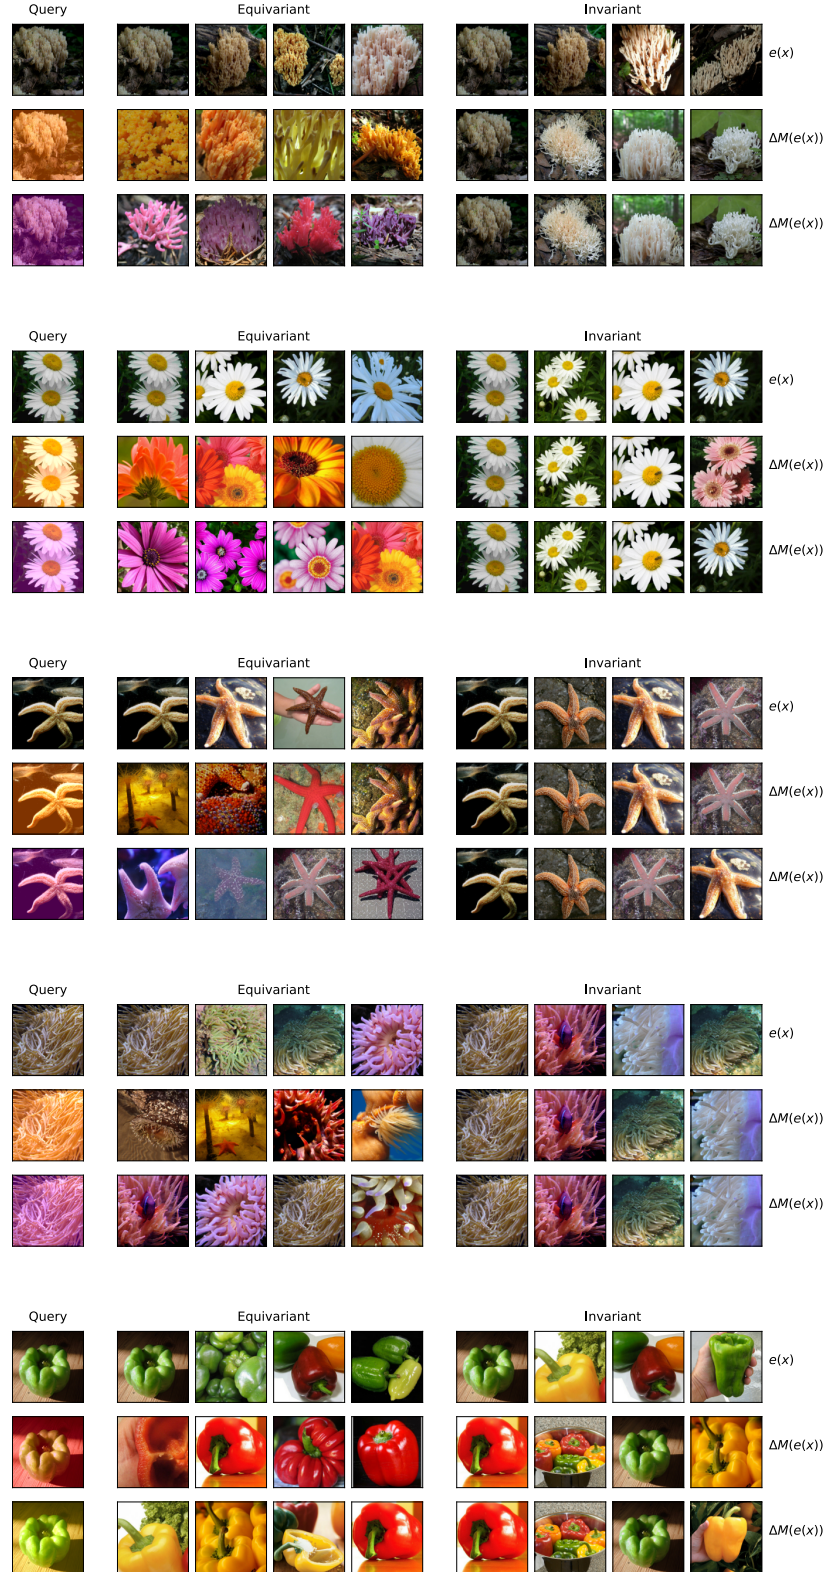 Query Equivariant Invariant
e(x)
ΔM(e(x))
ΔM(e(x))
Query Equivariant Invariant
e(x)
ΔM(e(x))
ΔM(e(x))
Query Equivariant Invariant
e(x)
ΔM(e(x))
ΔM(e(x))
Query Equivariant Invariant
e(x)
ΔM(e(x))
ΔM(e(x))
Query Equivariant Invariant
e(x)
ΔM(e(x))
ΔM(e(x))